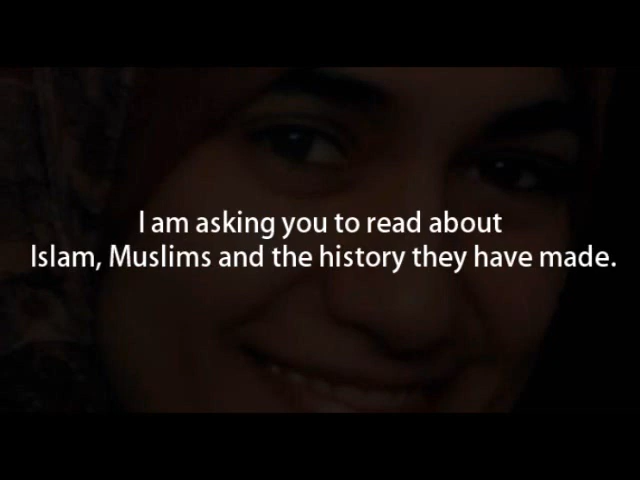 I am asking you to read about
Islam, Muslims and the history they have made.